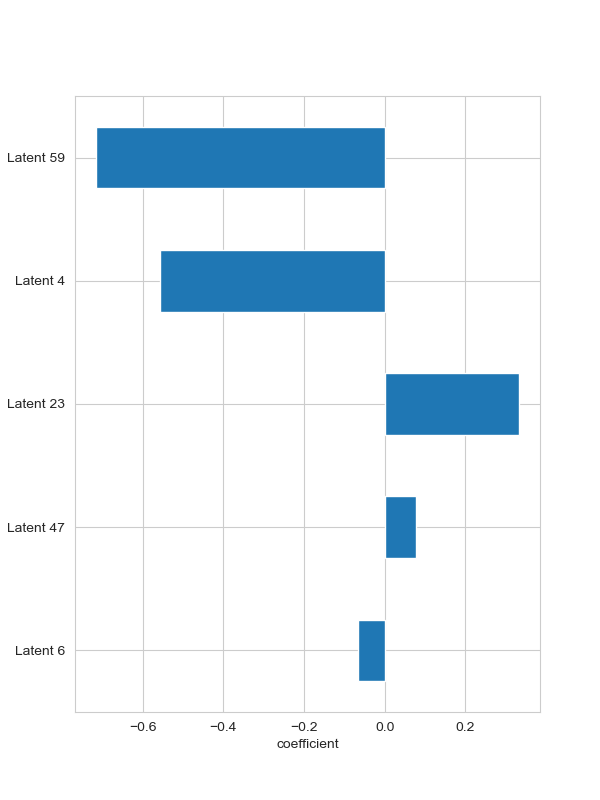 Latent 59
Latent 4
Latent 23
Latent 47
Latent 6
−0.6 −0.4 −0.2 0.0 0.2
coefficient